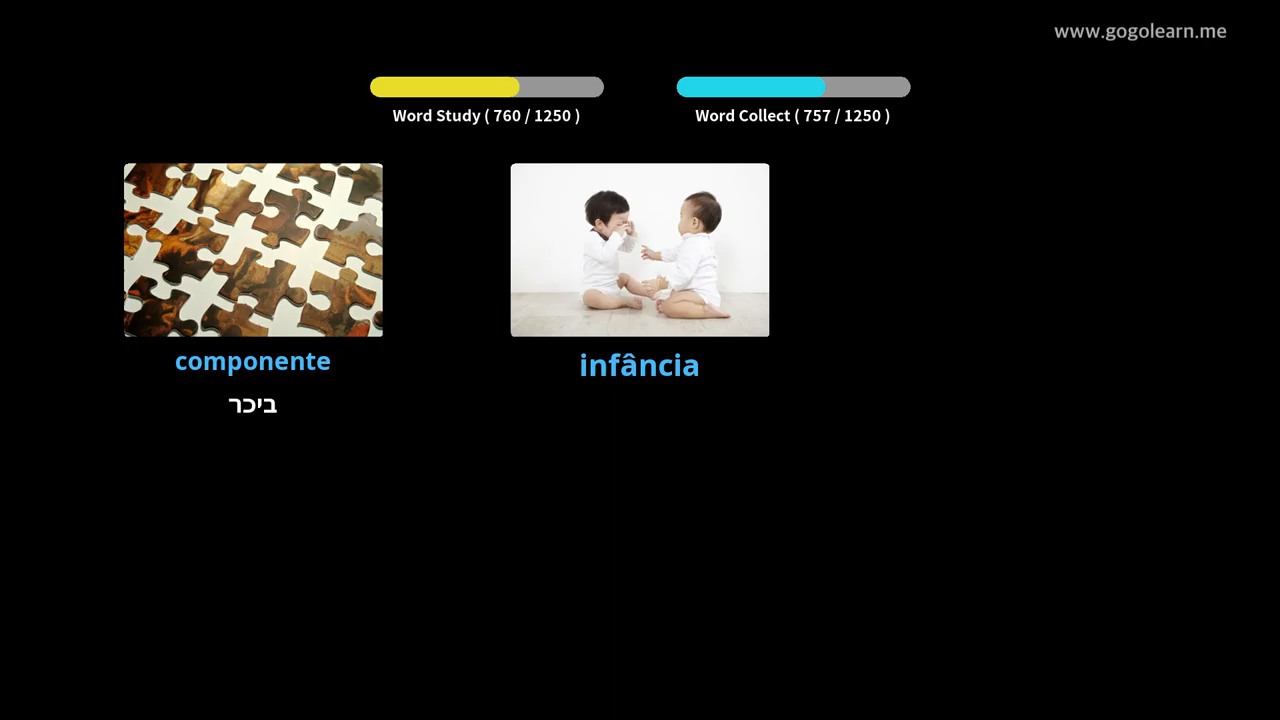 www.gogolearn.me
Word Study ( 760 / 1250 )
Word Collect ( 757 / 1250 )
componente
ביכר
infância